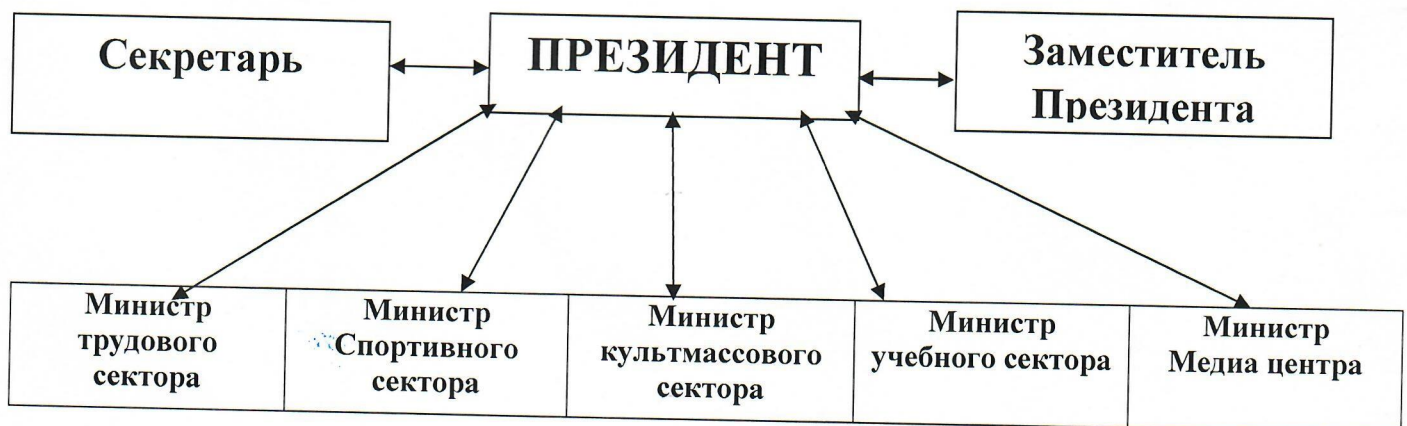 Секретарь
ПРЕЗИДЕНТ
Заместитель
Президента
Министр
трудового
сектора
Министр
Спортивного
сектора
Министр
культмассового
сектора
Министр
учебного сектора
Министр
Медиа центра